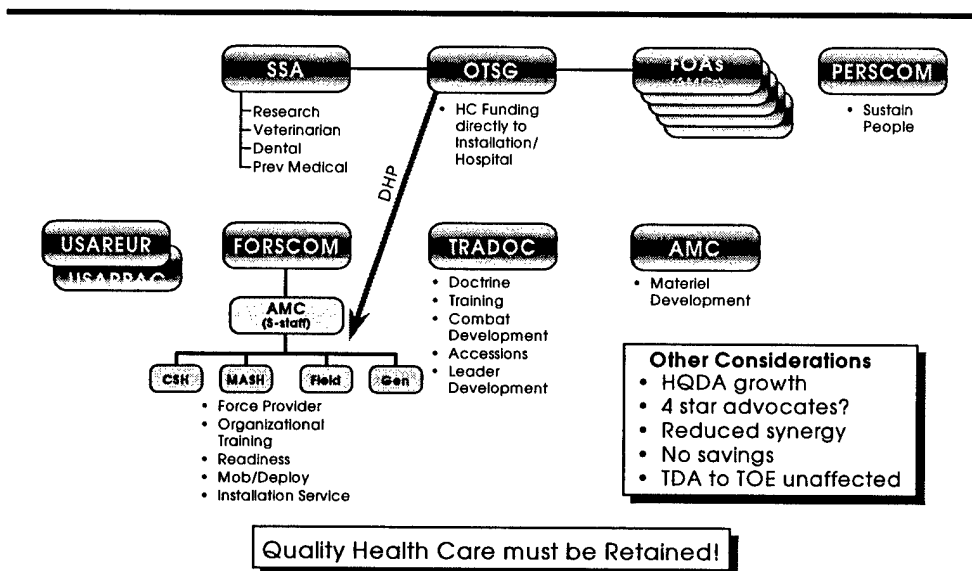 SSA
OTSG
FOAs
PERSCOM
Research
Veterinarian
Dental
Prev Medical
• HC Funding
directly to
Installation/
Hospital
• Sustain
People
DHP
USAREUR
FORSCOM
TRADOC
AMC
AMC
(S-staff)
CSH
MASH
Field
Gen
• Force Provider
• Organizational
Training
• Readiness
• Mob/Deploy
• Installation Service
• Doctrine
• Training
• Combat
Development
• Accessions
• Leader
Development
• Materiel
Development
Other Considerations
• HQDA growth
• 4 star advocates?
• Reduced synergy
• No savings
• TDA to TOE unaffected
Quality Health Care must be Retained!